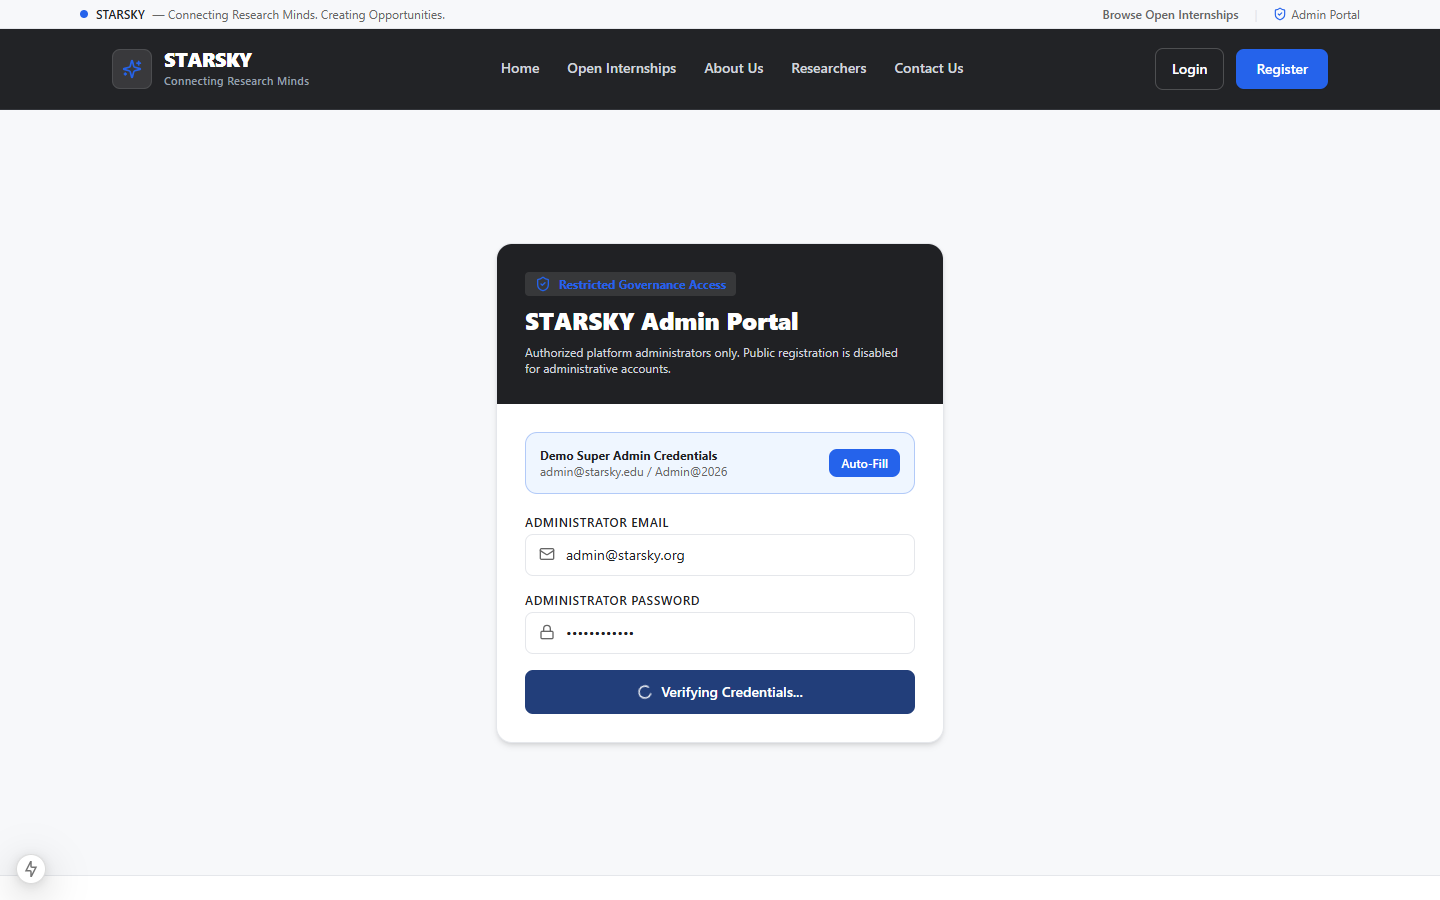 STARSKY — Connecting Research Minds. Creating Opportunities.
Browse Open Internships | Admin Portal
STARSKY
Connecting Research Minds
Home Open Internships About Us Researchers Contact Us
Login Register
Restricted Governance Access
STARSKY Admin Portal
Authorized platform administrators only. Public registration is disabled
for administrative accounts.
Demo Super Admin Credentials
admin@starsky.edu / Admin@2026
Auto-Fill
ADMINISTRATOR EMAIL
admin@starsky.org
ADMINISTRATOR PASSWORD
••••••••••••
Verifying Credentials...